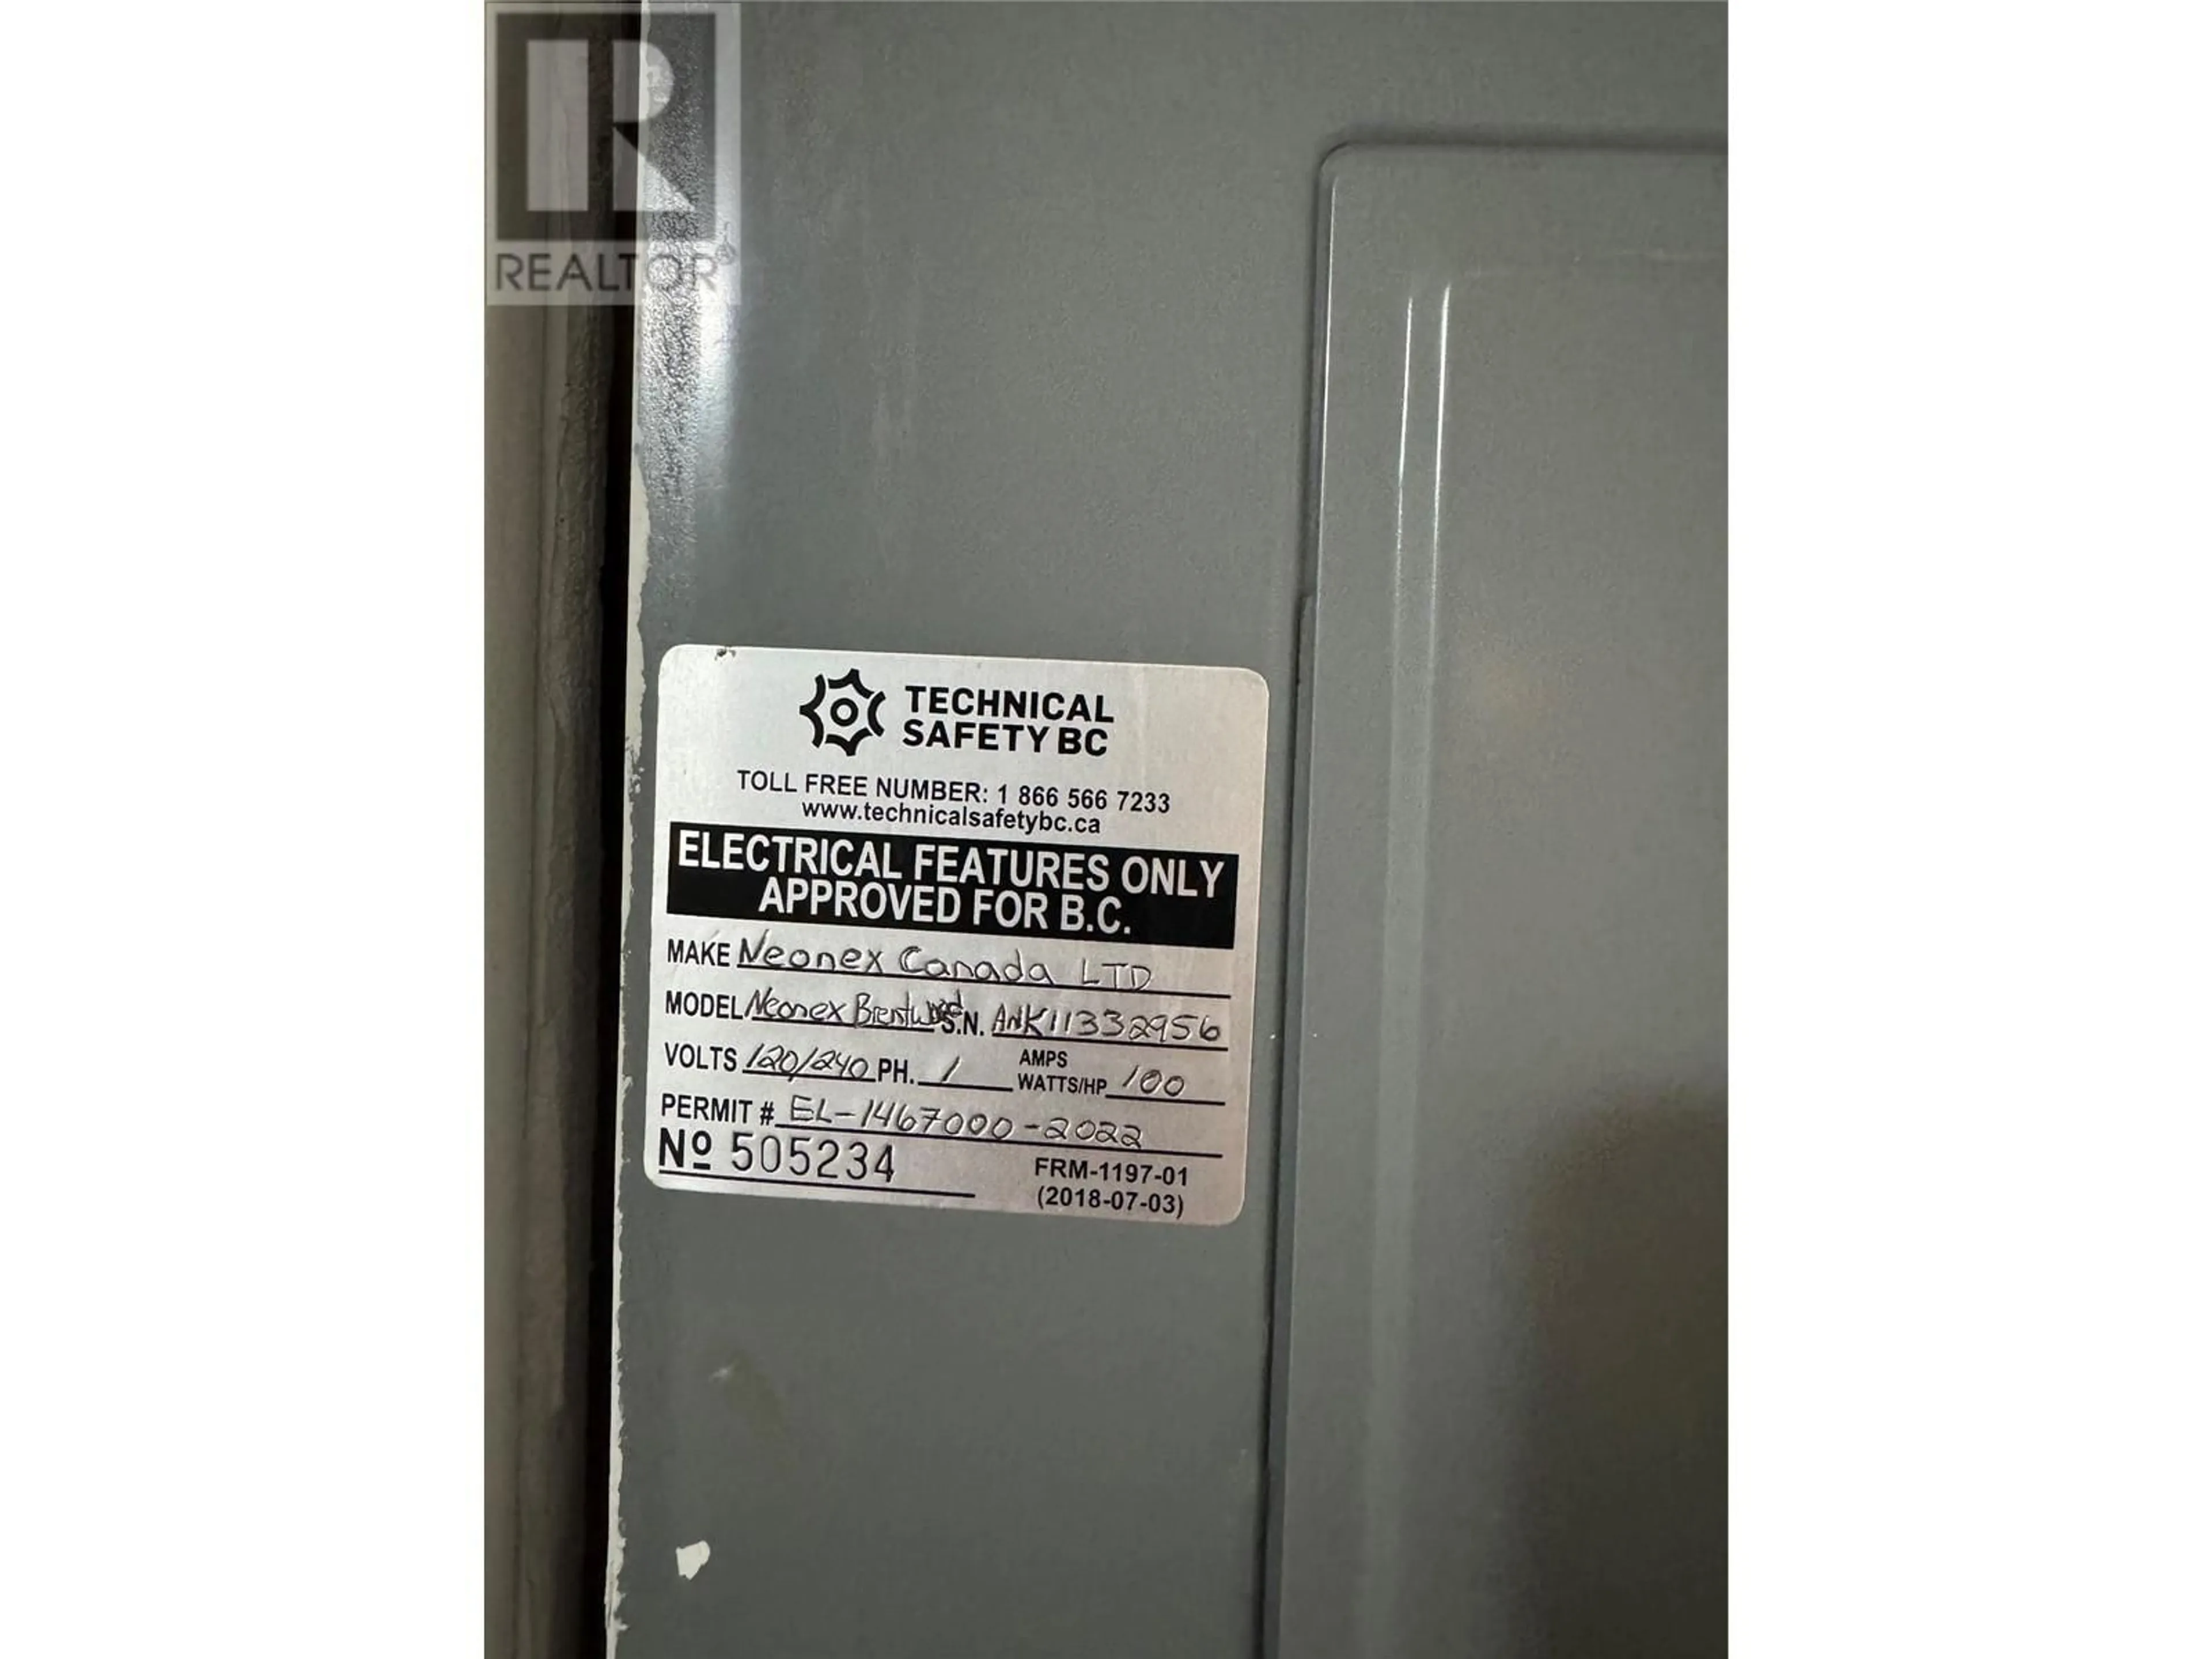 REALTOR®
TECHNICAL
SAFETY BC
TOLL FREE NUMBER: 1 866 566 7233
www.technicalsafetybc.ca
ELECTRICAL FEATURES ONLY
APPROVED FOR B.C.
MAKE Neonex Canada LTD
MODEL Neonex Brentwood S.N. ANK11332956
VOLTS 120/240 PH. 1 AMPS WATTS/HP 100
PERMIT # EL-1467000-2022
Nº 505234 FRM-1197-01
(2018-07-03)